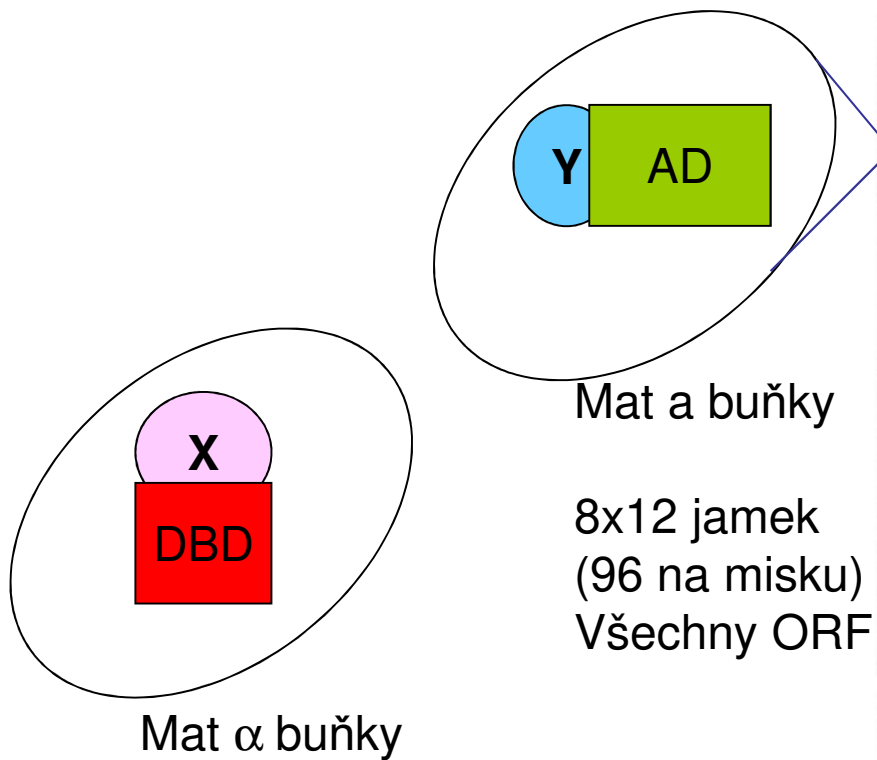 Y
AD
Mat a buňky
X
DBD
8x12 jamek
(96 na misku)
Všechny ORF
Mat α buňky